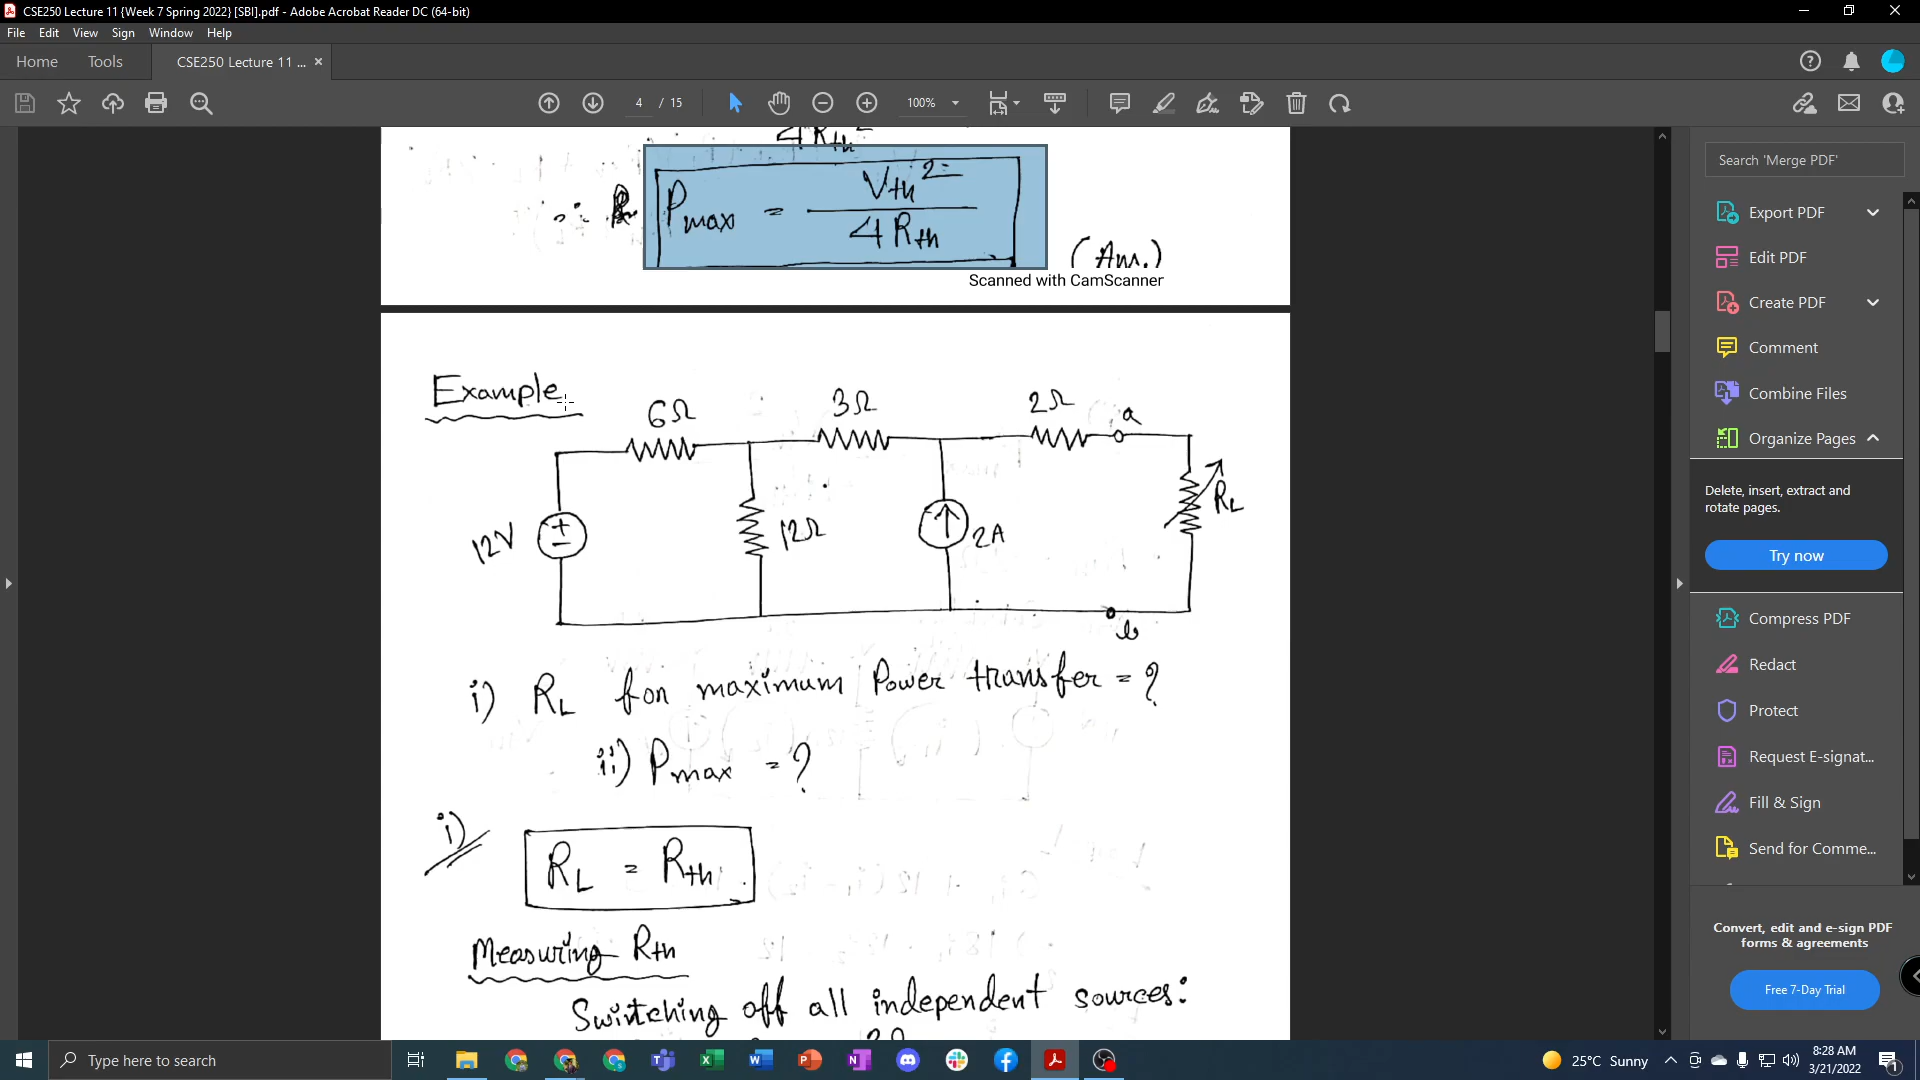 CSE250 Lecture 11 {Week 7 Spring 2022} [SBI].pdf - Adobe Acrobat Reader DC (64-bit)
File Edit View Sign Window Help
Home Tools CSE250 Lecture 11 ... ×
4 / 15 100%
Search 'Merge PDF'
4 Rth²
∴ Pmax = Vth² / 4 Rth
(Ans.)
Scanned with CamScanner
Example
6Ω 3Ω 2Ω a
12V 12Ω 2A RL
b
i) RL for maximum Power transfer = ?
ii) Pmax = ?
i)
RL = Rth
Measuring Rth
Switching off all independent sources:
3Ω
Export PDF
Edit PDF
Create PDF
Comment
Combine Files
Organize Pages
Delete, insert, extract and
rotate pages.
Try now
Compress PDF
Redact
Protect
Request E-signat...
Fill & Sign
Send for Comme...
Convert, edit and e-sign PDF
forms & agreements
Free 7-Day Trial
Type here to search
25°C Sunny
8:28 AM
3/21/2022
1